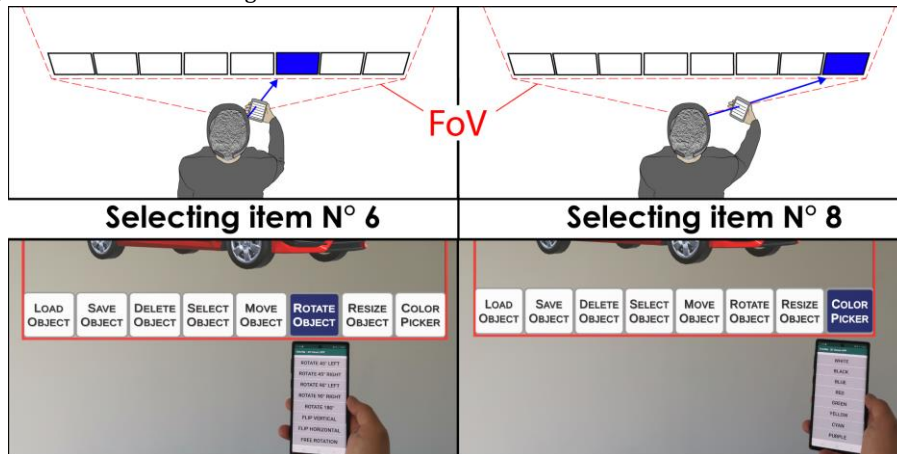 FoV
Selecting item N° 6
Selecting item N° 8
LOAD OBJECT
SAVE OBJECT
DELETE OBJECT
SELECT OBJECT
MOVE OBJECT
ROTATE OBJECT
RESIZE OBJECT
COLOR PICKER
ROTATE 45° LEFT
ROTATE 45° RIGHT
ROTATE 90° LEFT
ROTATE 90° RIGHT
ROTATE 180°
FLIP VERTICAL
FLIP HORIZONTAL
FREE ROTATION
LOAD OBJECT
SAVE OBJECT
DELETE OBJECT
SELECT OBJECT
MOVE OBJECT
ROTATE OBJECT
RESIZE OBJECT
COLOR PICKER
WHITE
BLACK
BLUE
RED
GREEN
YELLOW
CYAN
PURPLE